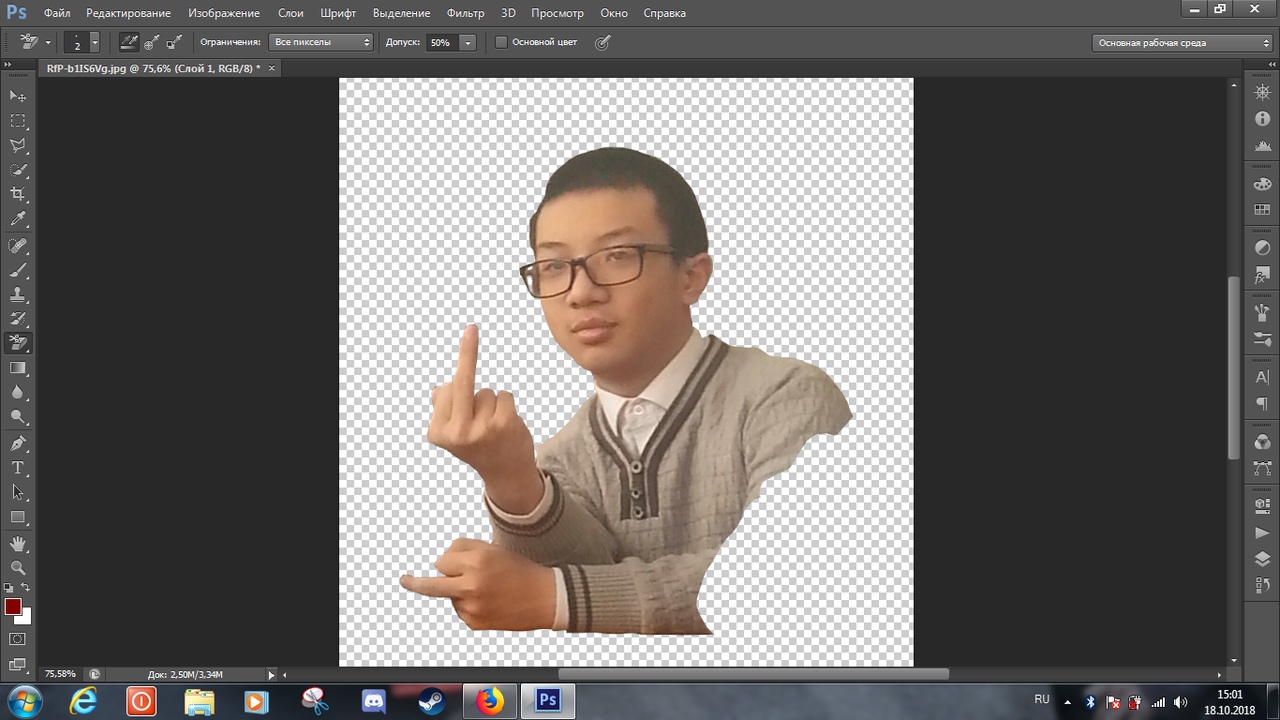 Ps Файл Редактирование Изображение Слои Шрифт Выделение Фильтр 3D Просмотр Окно Справка
2 Ограничения: Все пикселы Допуск: 50% Основной цвет Основная рабочая среда
RfP-b1IS6Vg.jpg @ 75,6% (Слой 1, RGB/8) * ×
75,58% Док: 2,50M/3,34M
Ps RU 15:01
18.10.2018